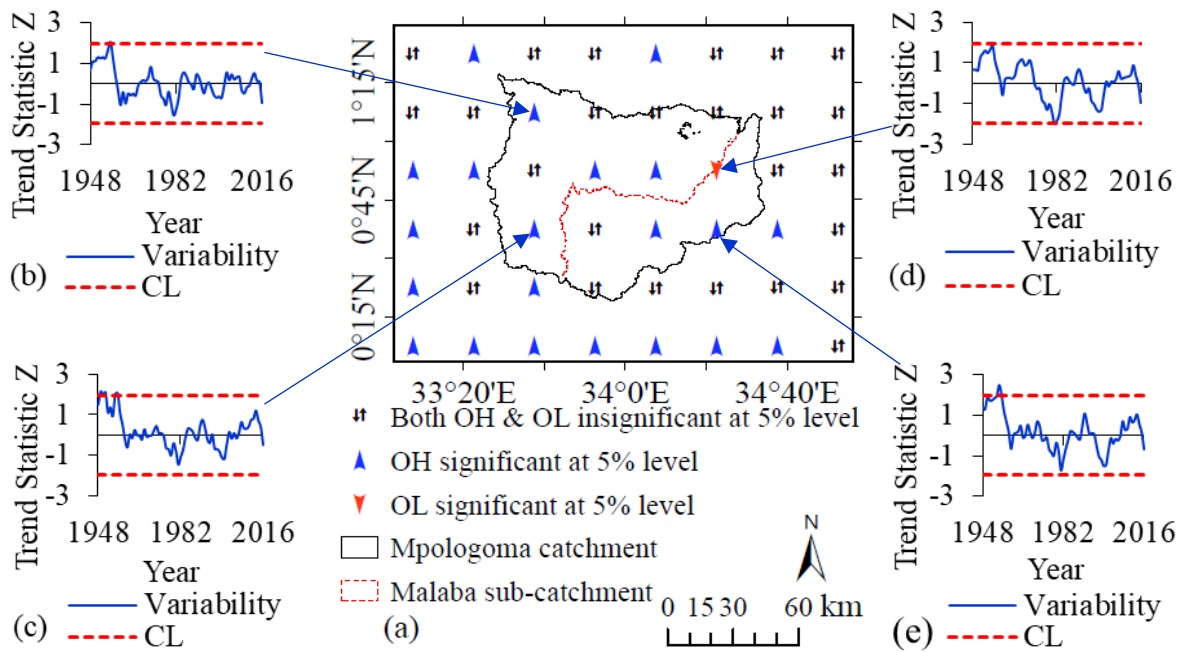 3
1
-1
-3
Trend Statistic Z
1948 1982 2016
Year
Variability
CL
(b)
3
1
-1
-3
Trend Statistic Z
1948 1982 2016
Year
Variability
CL
(c)
1°15'N
0°45'N
0°15'N
33°20'E 34°0'E 34°40'E
Both OH & OL insignificant at 5% level
OH significant at 5% level
OL significant at 5% level
Mpologoma catchment
Malaba sub-catchment
(a)
N
0 15 30 60 km
3
1
-1
-3
Trend Statistic Z
1948 1982 2016
Year
Variability
CL
(d)
3
1
-1
-3
Trend Statistic Z
1948 1982 2016
Year
Variability
CL
(e)